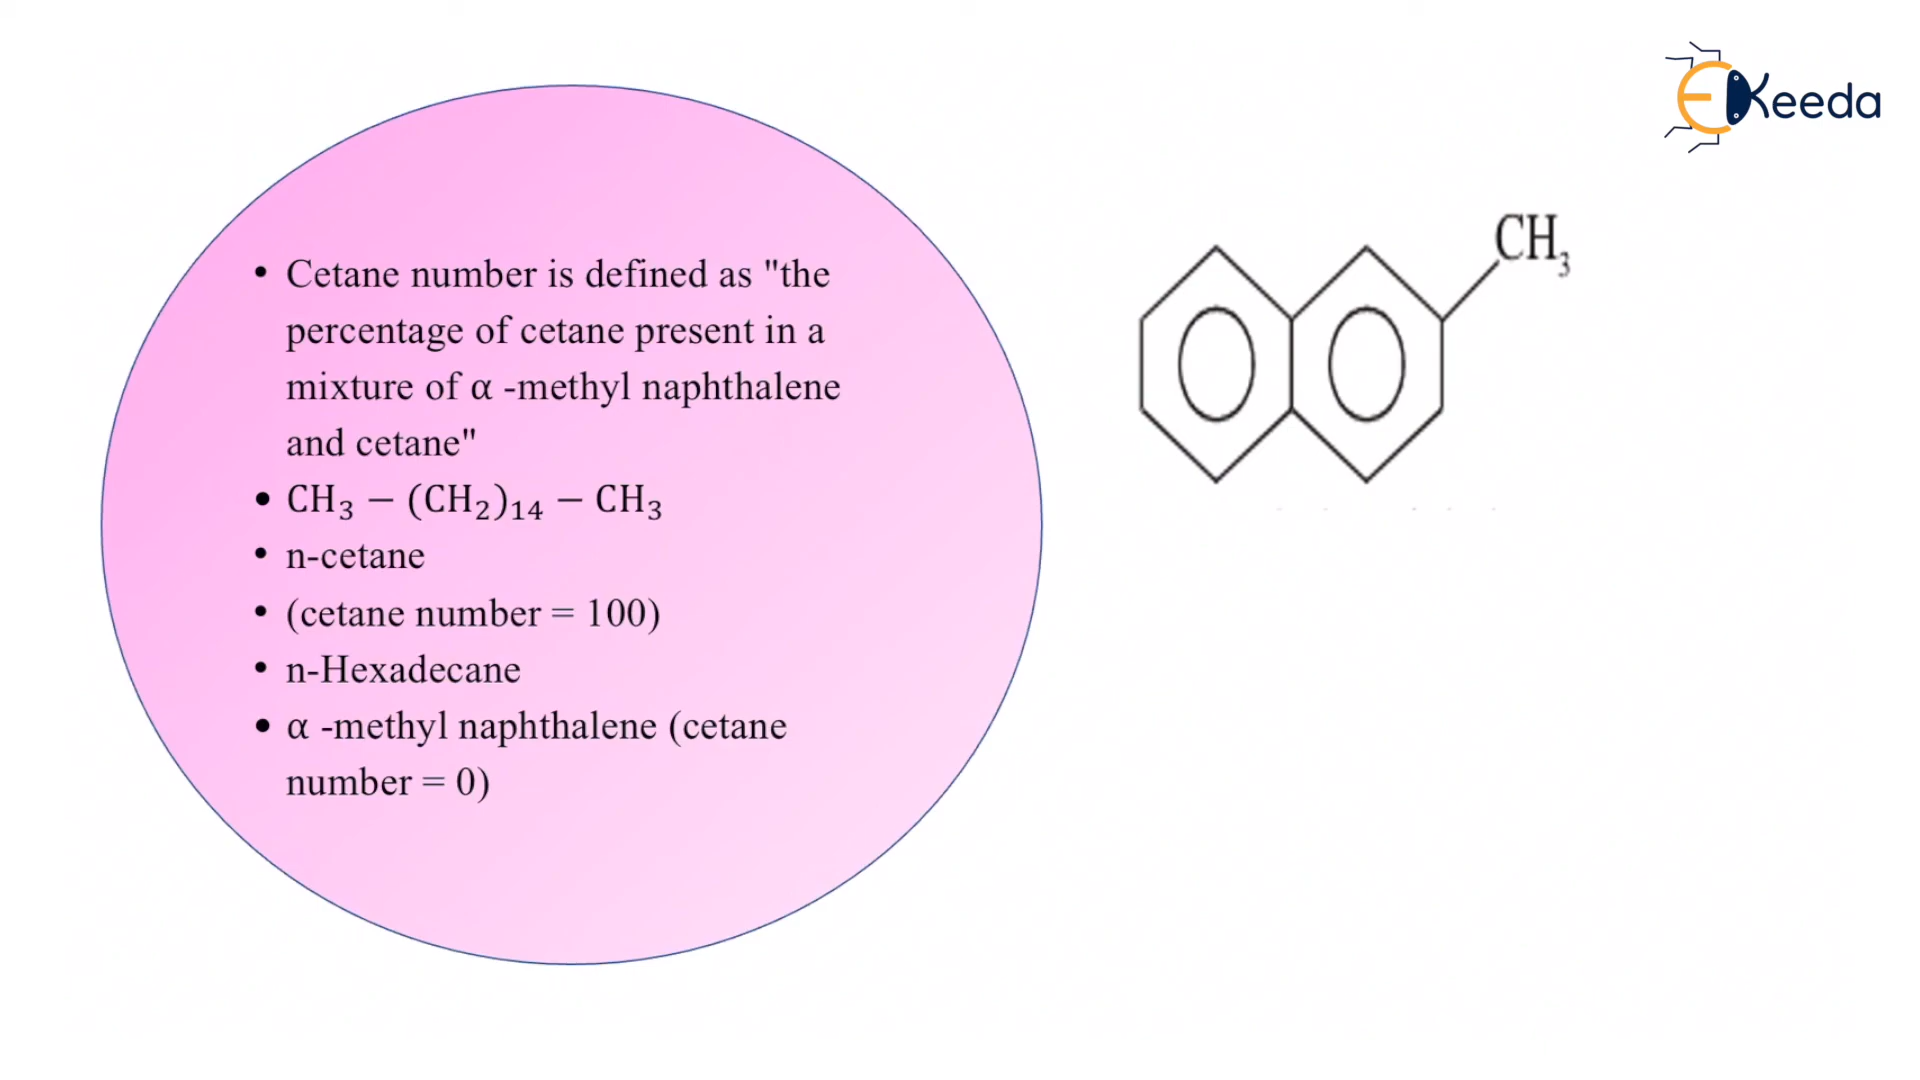 EKeeda
• Cetane number is defined as "the
percentage of cetane present in a
mixture of α -methyl naphthalene
and cetane"
• CH₃ − (CH₂)₁₄ − CH₃
• n-cetane
• (cetane number = 100)
• n-Hexadecane
• α -methyl naphthalene (cetane
number = 0)
CH₃